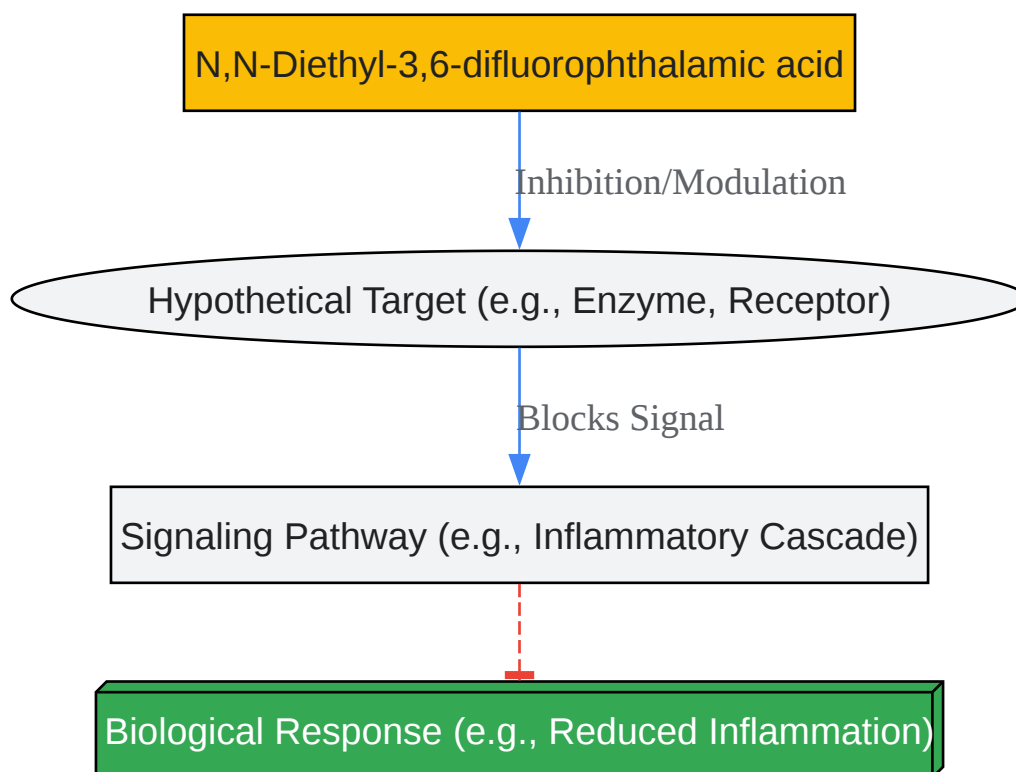 N,N-Diethyl-3,6-difluorophthalamic acid
Inhibition/Modulation
Hypothetical Target (e.g., Enzyme, Receptor)
Blocks Signal
Signaling Pathway (e.g., Inflammatory Cascade)
Biological Response (e.g., Reduced Inflammation)